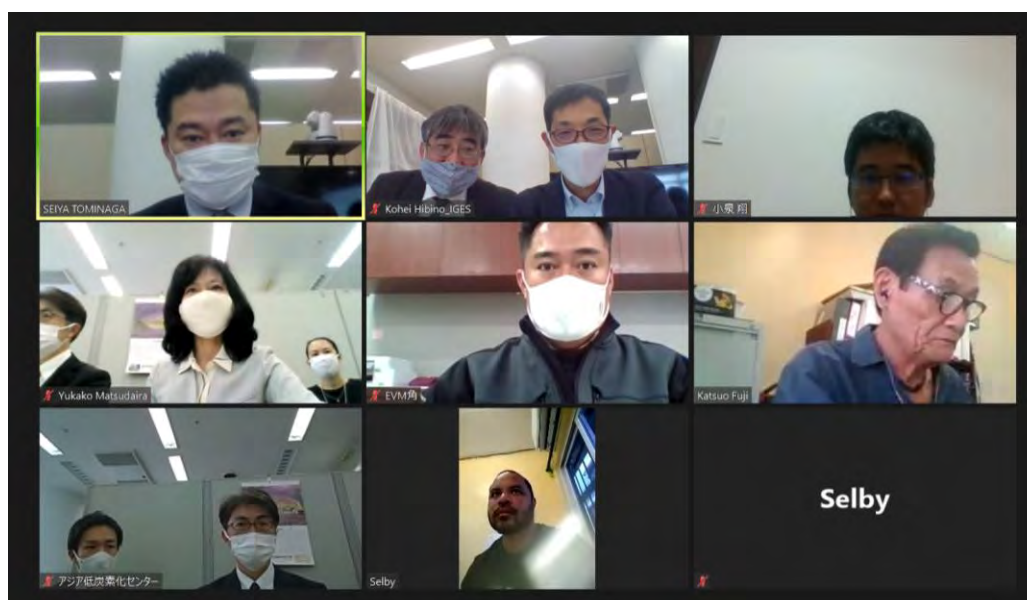 SEIYA TOMINAGA
Kohei Hibino_IGES
小泉 翔
Yukako Matsudaira
EVM角
Katsuo Fuji
アジア低炭素化センター
Selby
Selby